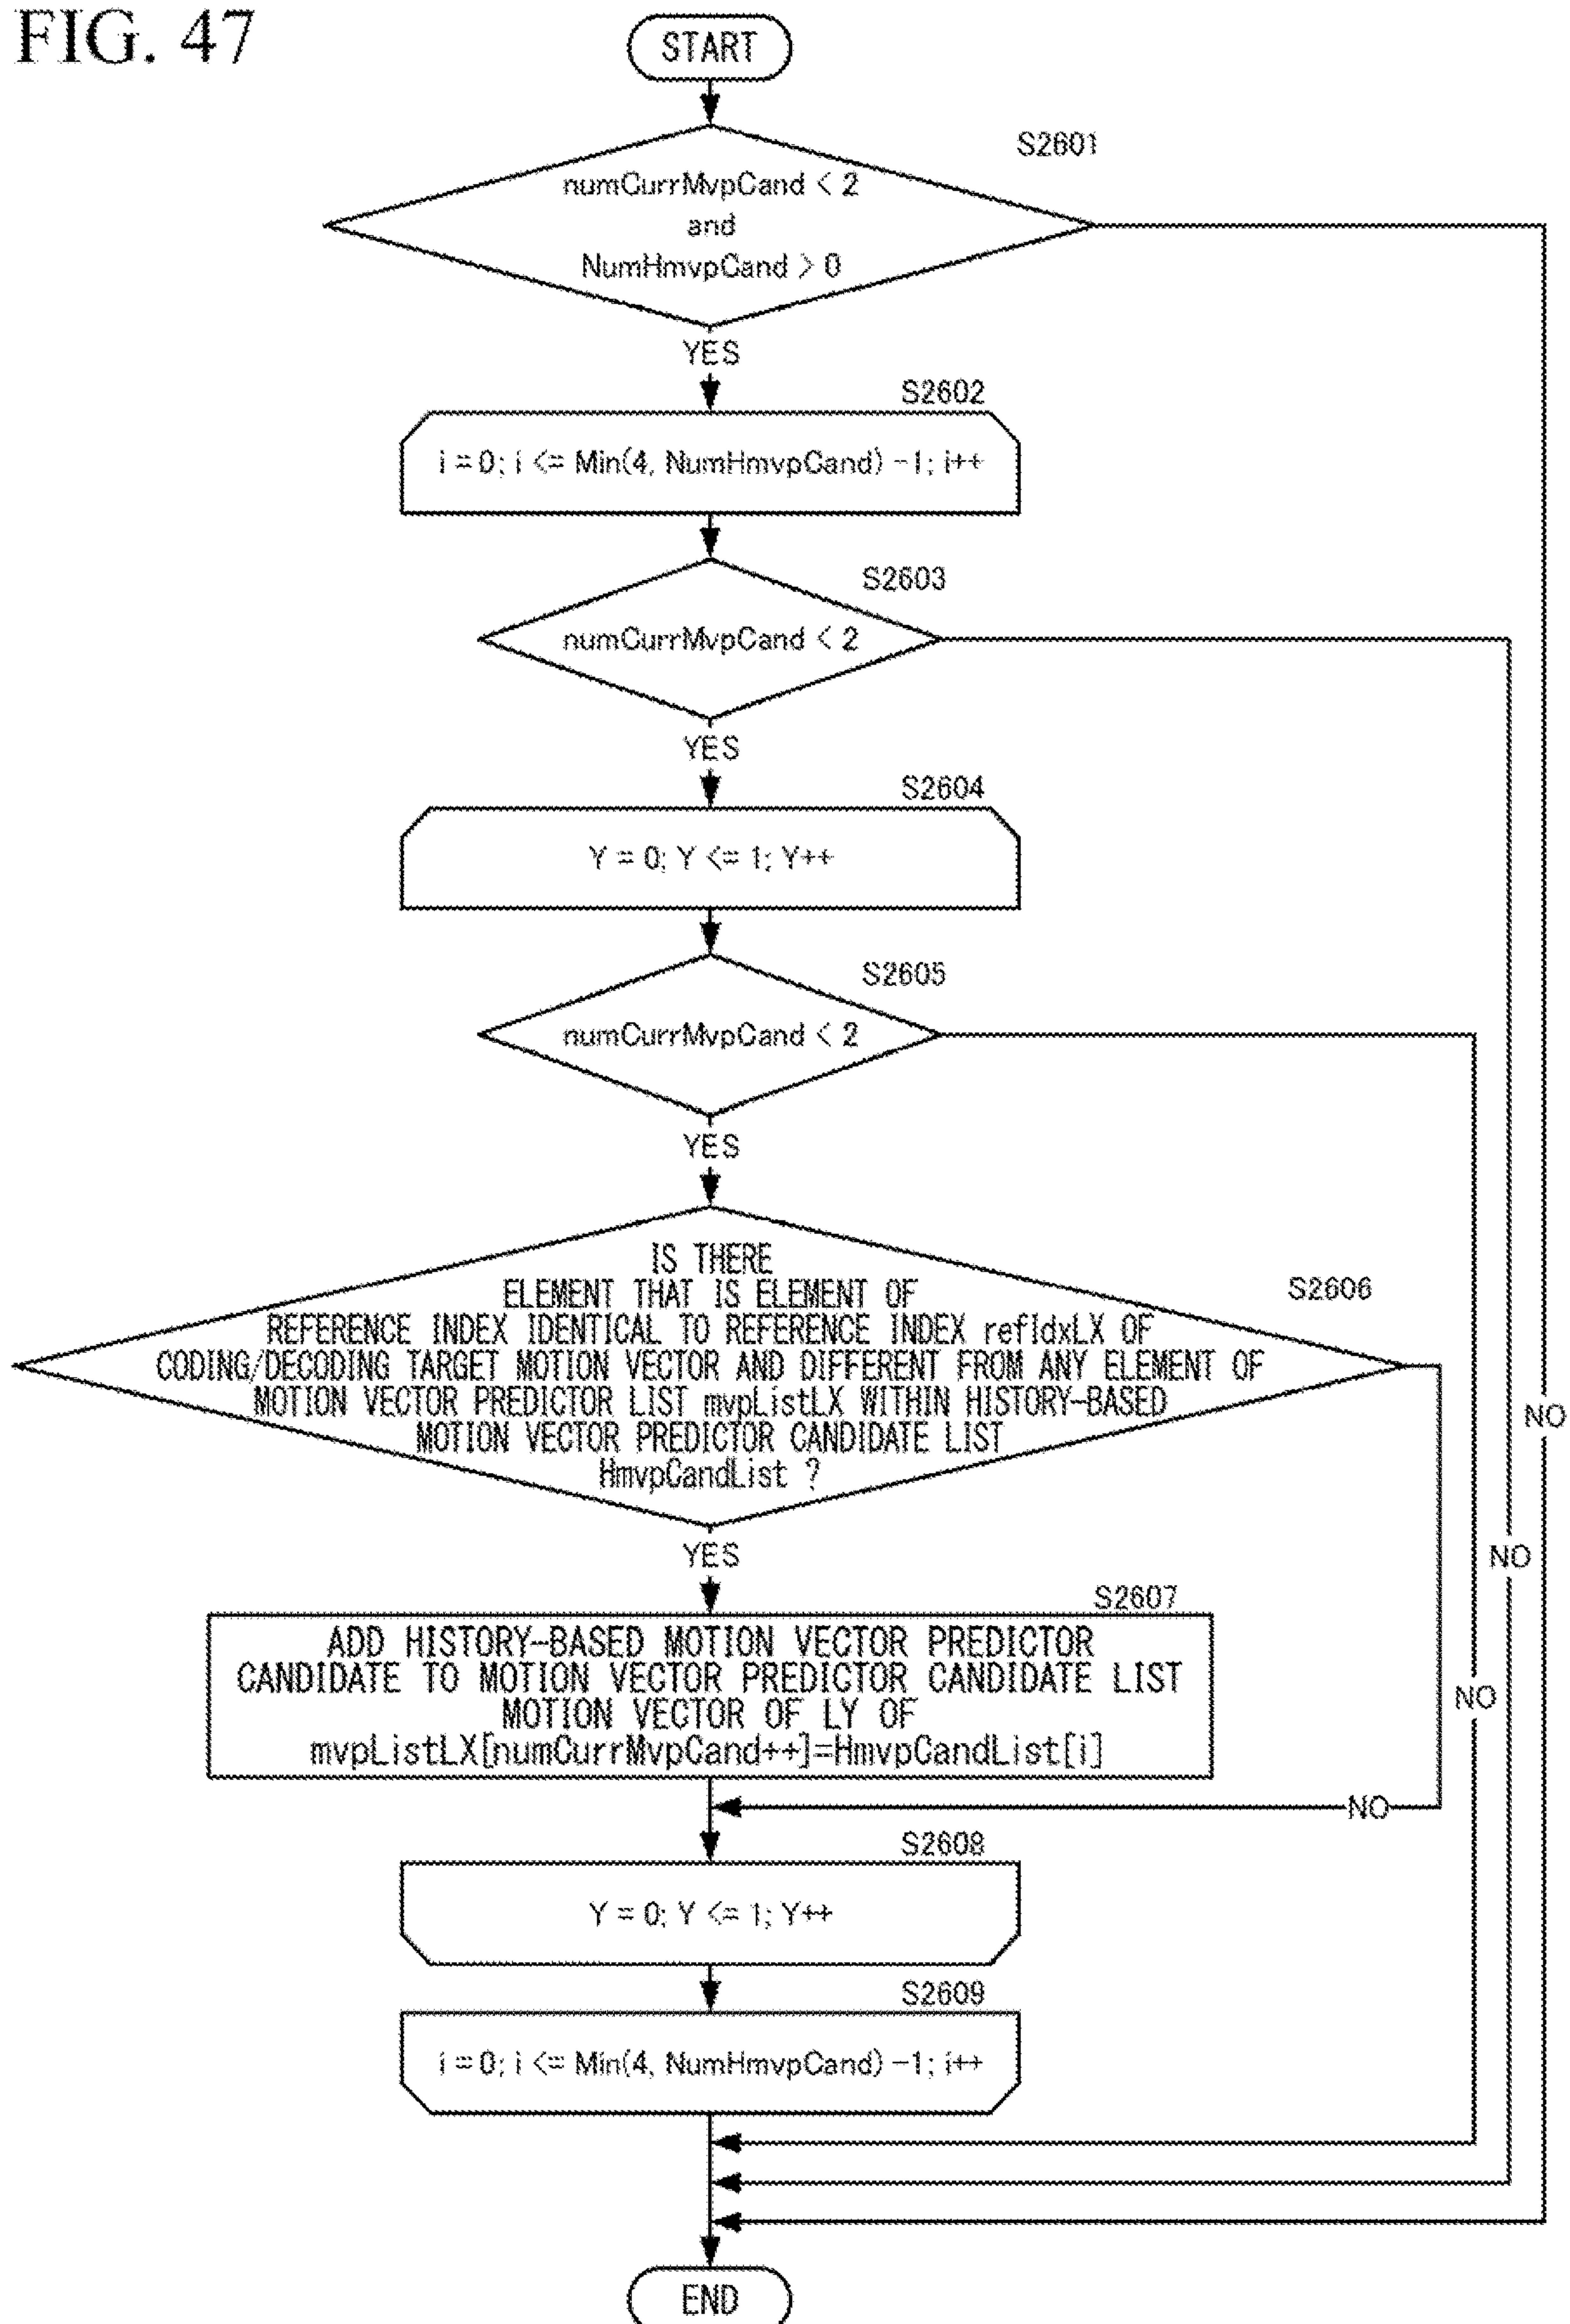 FIG. 47
START
S2601
numCurrMvpCand < 2
and
NumHmvpCand > 0
YES
S2602
i = 0; i <= Min(4, NumHmvpCand) -1; i++
S2603
numCurrMvpCand < 2
YES
S2604
Y = 0; Y <= 1; Y++
S2605
numCurrMvpCand < 2
YES
IS THERE
ELEMENT THAT IS ELEMENT OF
S2606
REFERENCE INDEX IDENTICAL TO REFERENCE INDEX refIdxLX OF
CODING/DECODING TARGET MOTION VECTOR AND DIFFERENT FROM ANY ELEMENT OF
MOTION VECTOR PREDICTOR LIST mvpListLX WITHIN HISTORY-BASED
MOTION VECTOR PREDICTOR CANDIDATE LIST
HmvpCandList ?
NO
YES
NO
S2607
ADD HISTORY-BASED MOTION VECTOR PREDICTOR
CANDIDATE TO MOTION VECTOR PREDICTOR CANDIDATE LIST
MOTION VECTOR OF LY OF
mvpListLX[numCurrMvpCand++]=HmvpCandList[i]
NO
NO
S2608
Y = 0; Y <= 1; Y++
S2609
i = 0; i <= Min(4, NumHmvpCand) -1; i++
END